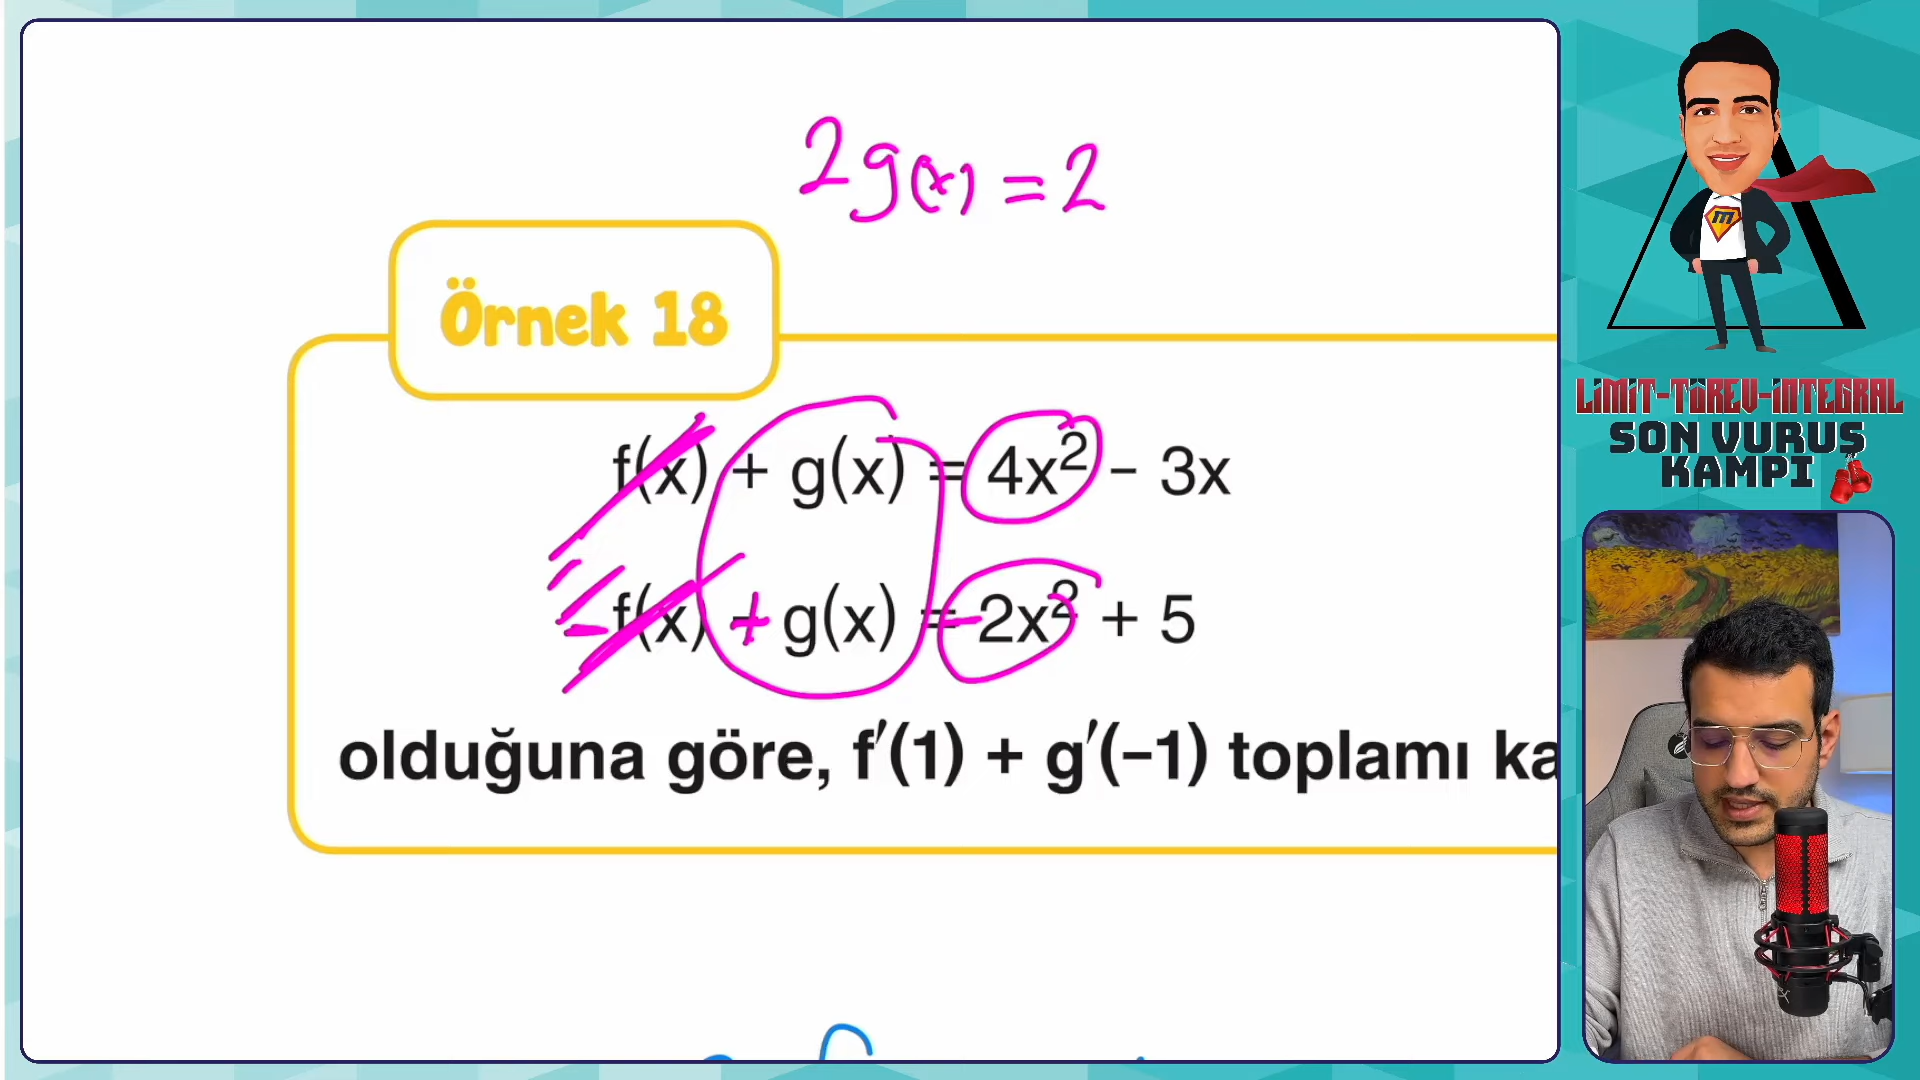 2g(x) = 2
Örnek 18
f(x) + g(x) = 4x² – 3x
-f(x) + g(x) = -2x² + 5
olduğuna göre, f′(1) + g′(–1) toplamı ka
LİMİT-TÜREV-İNTEGRAL
SON VURUŞ
KAMPI
m